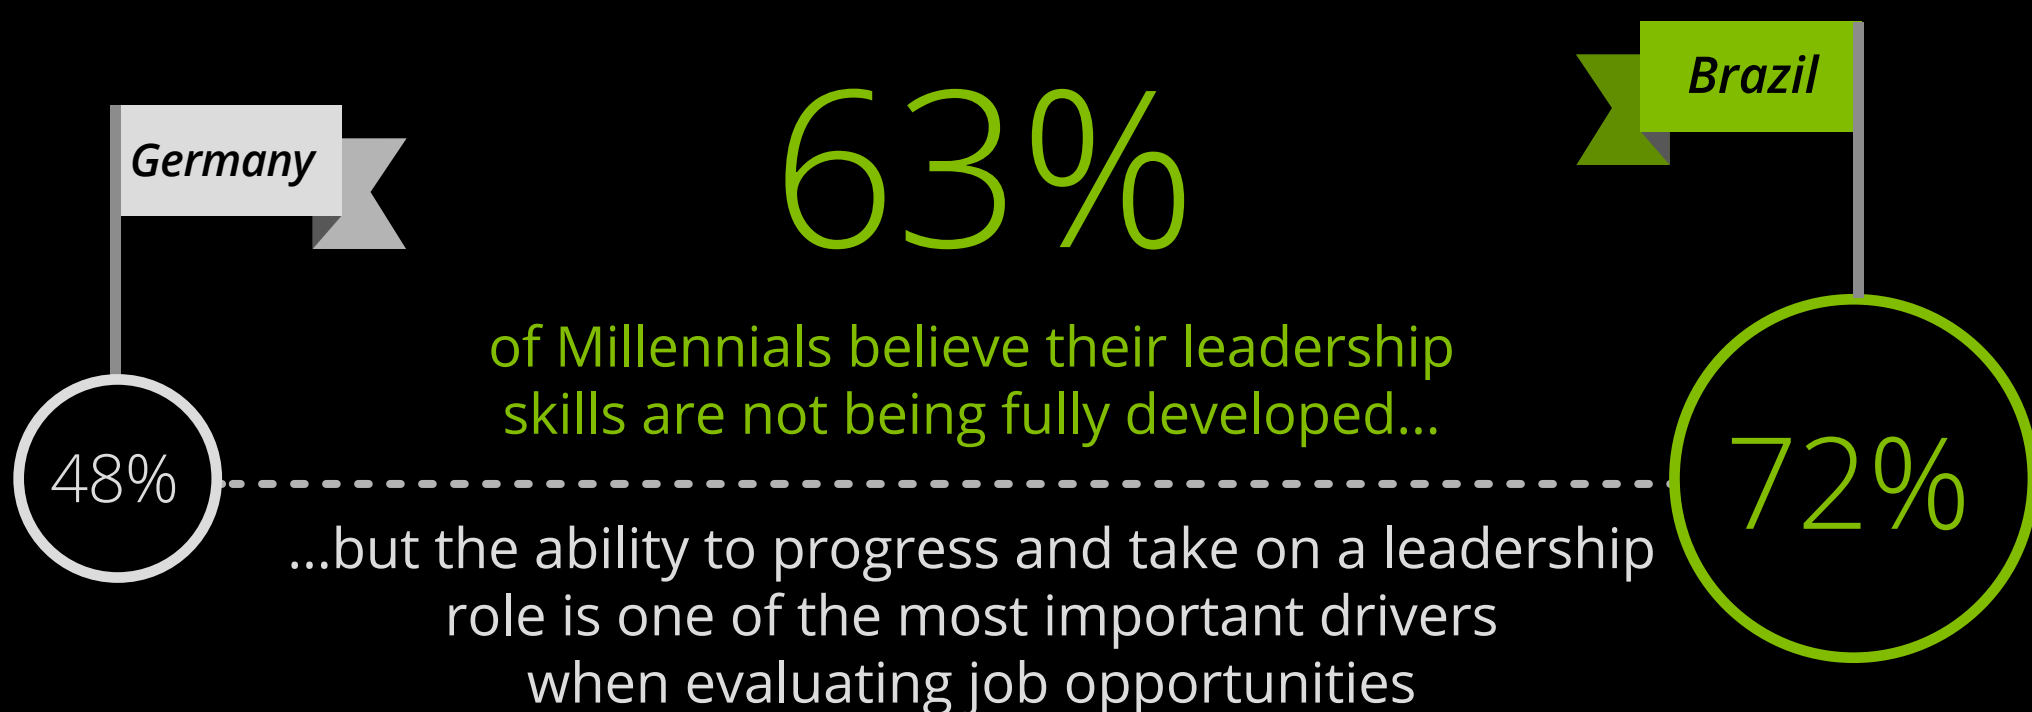 Germany
63%
Brazil
of Millennials believe their leadership
skills are not being fully developed...
48%
72%
...but the ability to progress and take on a leadership
role is one of the most important drivers
when evaluating job opportunities